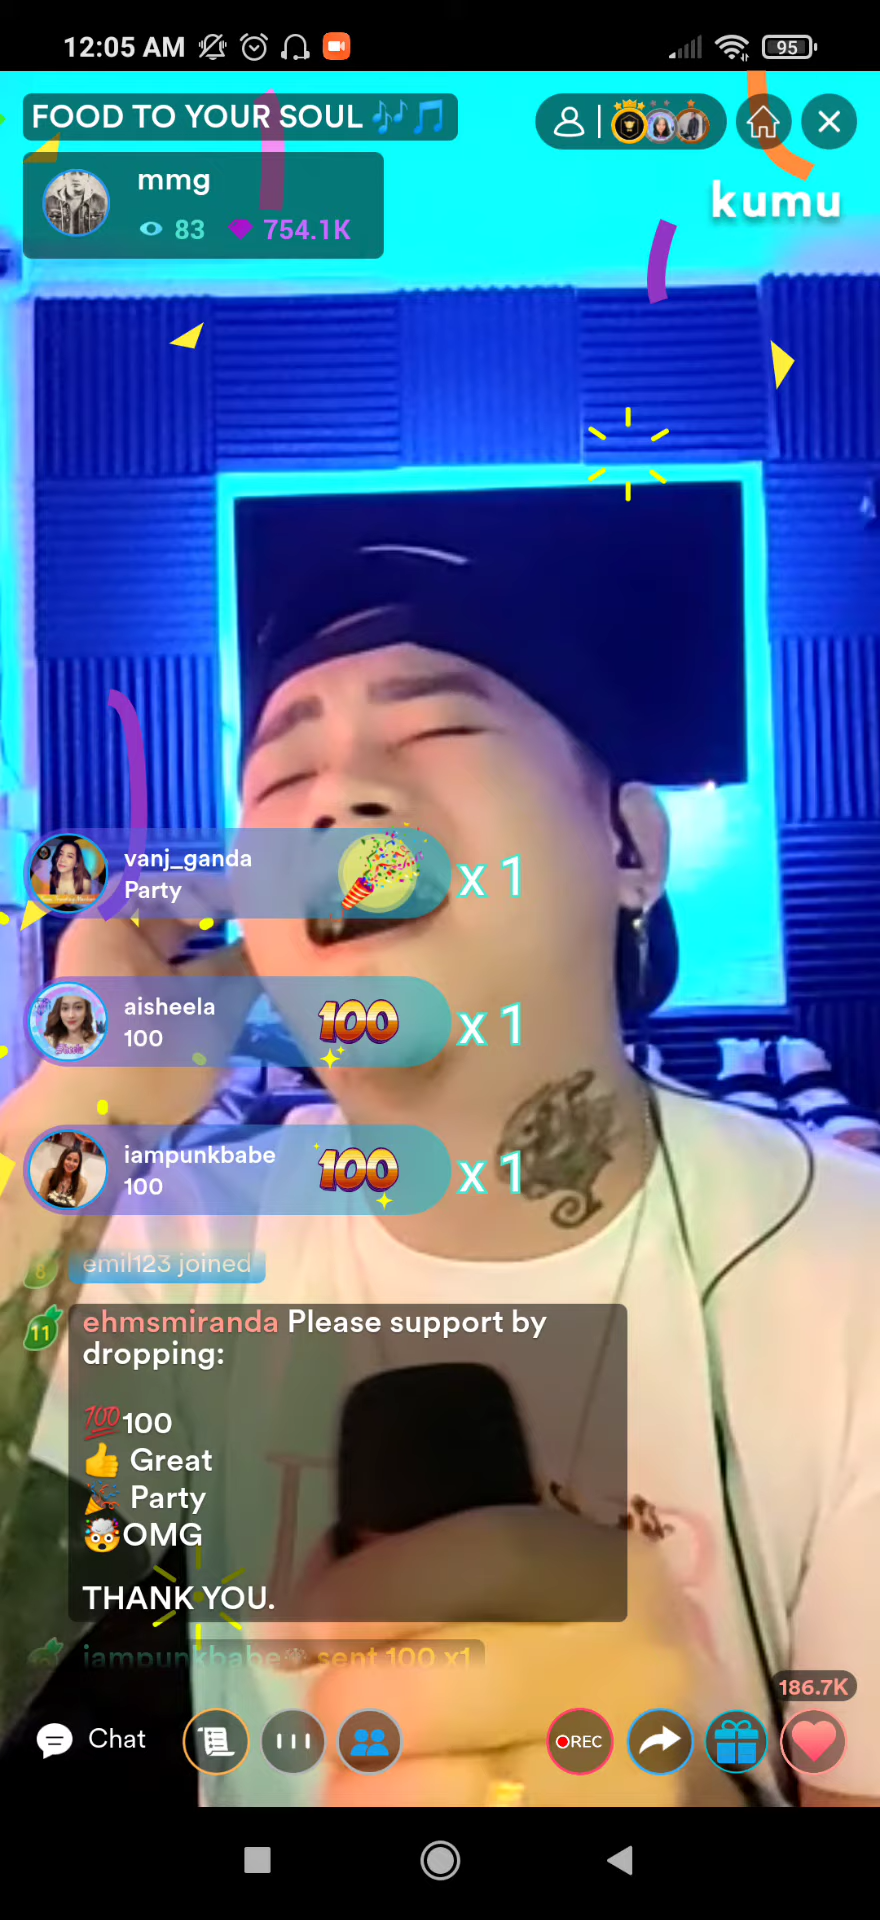 12:05 AM
95
FOOD TO YOUR SOUL 🎶🎵
mmg
83 754.1K
kumu
vanj_ganda
Party
x 1
aisheela
100
100
x 1
iampunkbabe
100
100
x 1
8 emil123 joined
11 ehmsmiranda Please support by
dropping:
💯100
👍 Great
🎉 Party
🤯OMG
THANK YOU.
iampunkbabe sent 100 x1
186.7K
Chat
REC